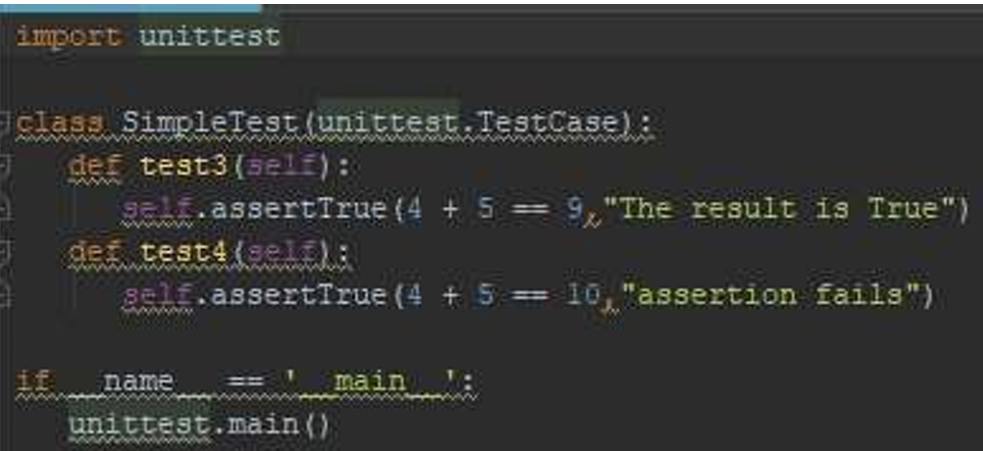 import unittest
class SimpleTest(unittest.TestCase):
def test3(self):
self.assertTrue(4 + 5 == 9,"The result is True")
def test4(self):
self.assertTrue(4 + 5 == 10,"assertion fails")
if __name__ == '__main__':
unittest.main()